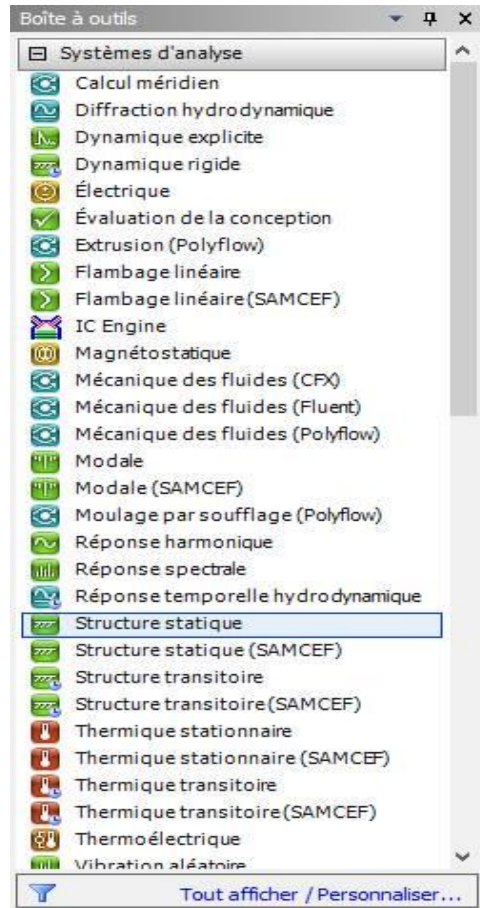 Boîte à outils
Systèmes d'analyse
Calcul méridien
Diffraction hydrodynamique
Dynamique explicite
Dynamique rigide
Électrique
Évaluation de la conception
Extrusion (Polyflow)
Flambage linéaire
Flambage linéaire (SAMCEF)
IC Engine
Magnétostatique
Mécanique des fluides (CFX)
Mécanique des fluides (Fluent)
Mécanique des fluides (Polyflow)
Modale
Modale (SAMCEF)
Moulage par soufflage (Polyflow)
Réponse harmonique
Réponse spectrale
Réponse temporelle hydrodynamique
Structure statique
Structure statique (SAMCEF)
Structure transitoire
Structure transitoire (SAMCEF)
Thermique stationnaire
Thermique stationnaire (SAMCEF)
Thermique transitoire
Thermique transitoire (SAMCEF)
Thermoélectrique
Vibration aléatoire
Tout afficher / Personnaliser...